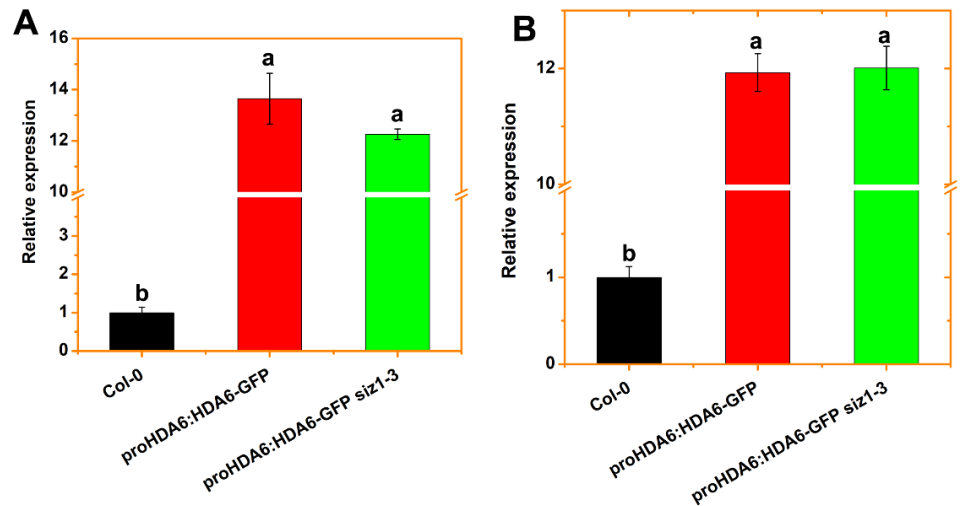 A
Relative expression
16
14
12
10
3
2
1
0
b
a
a
Col-0
proHDA6:HDA6-GFP
proHDA6:HDA6-GFP siz1-3
B
Relative expression
12
10
1
0
b
a
a
Col-0
proHDA6:HDA6-GFP
proHDA6:HDA6-GFP siz1-3